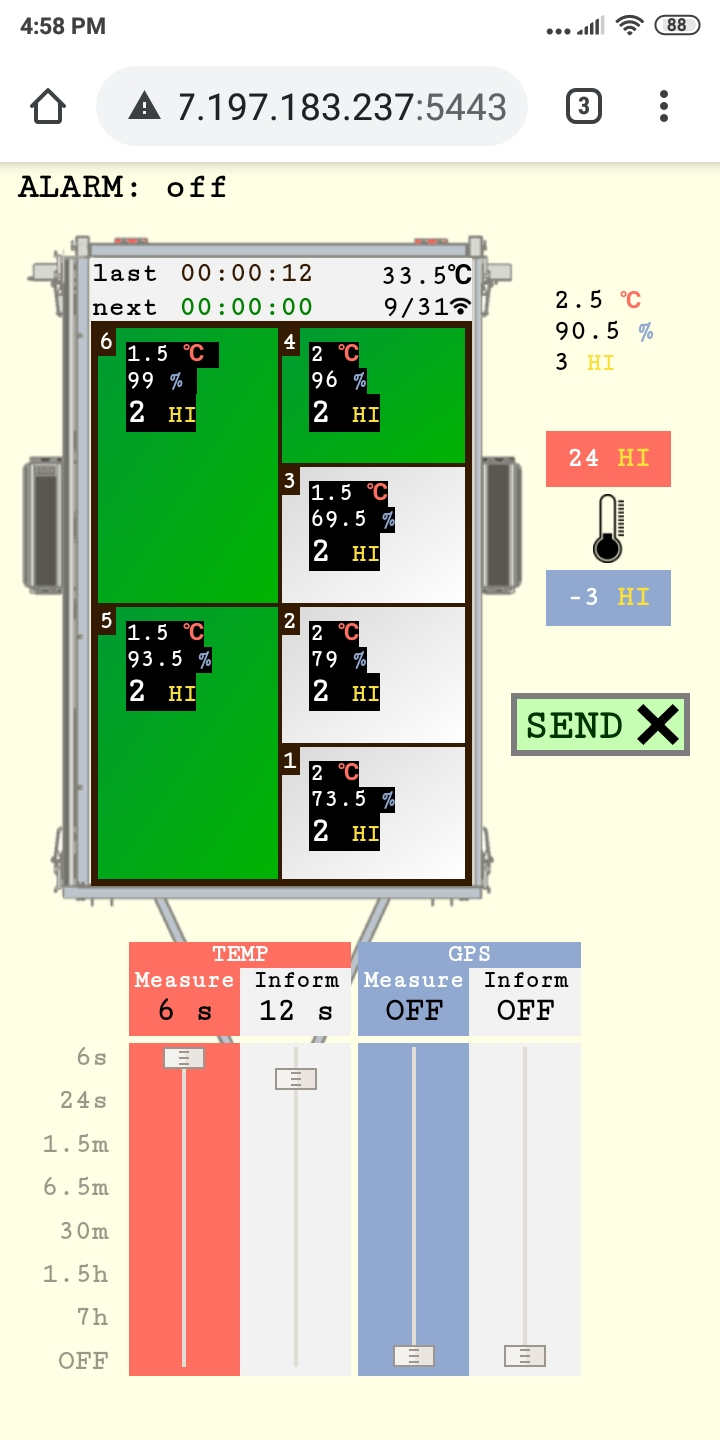 4:58 PM
88
7.197.183.237:5443
3
ALARM: off
last 00:00:12 33.5℃
next 00:00:00 9/31
6
1.5 ℃
99 %
2 HI
4
2 ℃
96 %
2 HI
3
1.5 ℃
69.5 %
2 HI
5
1.5 ℃
93.5 %
2 HI
2
2 ℃
79 %
2 HI
1
2 ℃
73.5 %
2 HI
2.5 ℃
90.5 %
3 HI
24 HI
-3 HI
SEND
TEMP
Measure Inform
6 s 12 s
GPS
Measure Inform
OFF OFF
6s
24s
1.5m
6.5m
30m
1.5h
7h
OFF